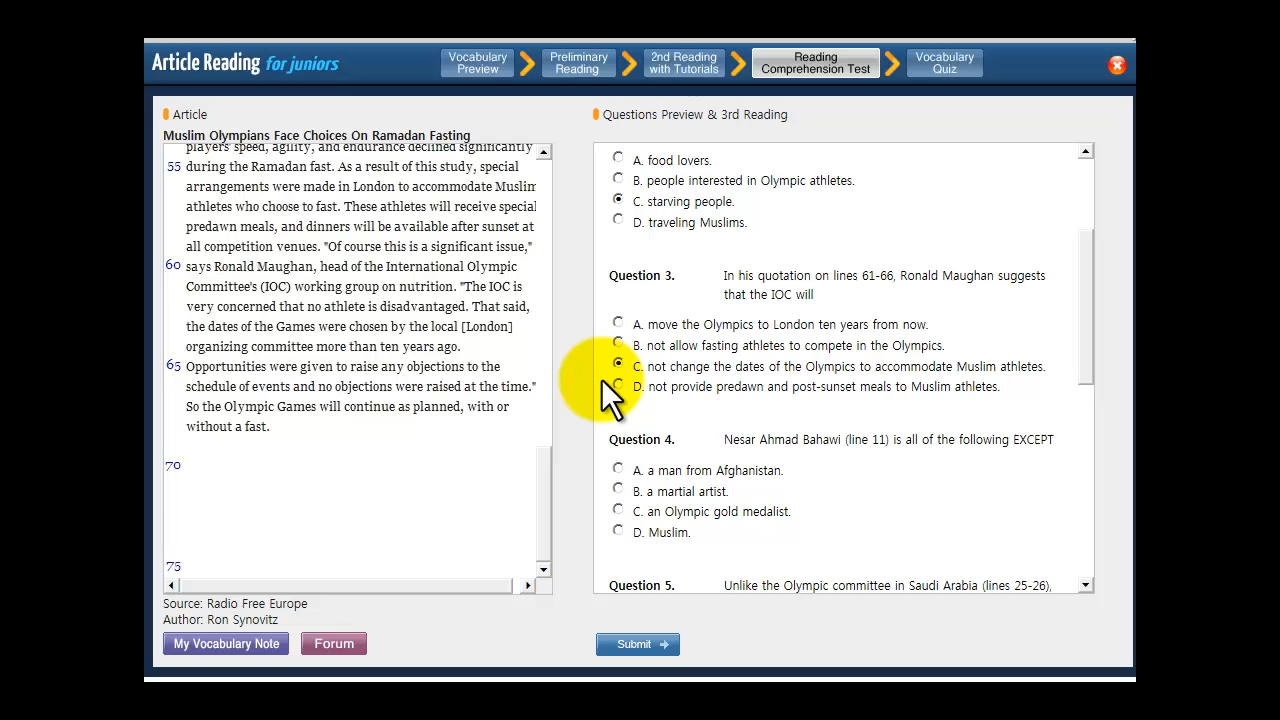 Article Reading for juniors
Vocabulary Preview
Preliminary Reading
2nd Reading with Tutorials
Reading Comprehension Test
Vocabulary Quiz
Article
Muslim Olympians Face Choices On Ramadan Fasting
players' speed, agility, and endurance declined significantly
55 during the Ramadan fast. As a result of this study, special
arrangements were made in London to accommodate Muslim
athletes who choose to fast. These athletes will receive special
predawn meals, and dinners will be available after sunset at
all competition venues. "Of course this is a significant issue,"
60 says Ronald Maughan, head of the International Olympic
Committee's (IOC) working group on nutrition. "The IOC is
very concerned that no athlete is disadvantaged. That said,
the dates of the Games were chosen by the local [London]
organizing committee more than ten years ago.
65 Opportunities were given to raise any objections to the
schedule of events and no objections were raised at the time."
So the Olympic Games will continue as planned, with or
without a fast.
70
75
Source: Radio Free Europe
Author: Ron Synovitz
My Vocabulary Note
Forum
Questions Preview & 3rd Reading
A. food lovers.
B. people interested in Olympic athletes.
C. starving people.
D. traveling Muslims.
Question 3. In his quotation on lines 61-66, Ronald Maughan suggests
that the IOC will
A. move the Olympics to London ten years from now.
B. not allow fasting athletes to compete in the Olympics.
C. not change the dates of the Olympics to accommodate Muslim athletes.
D. not provide predawn and post-sunset meals to Muslim athletes.
Question 4. Nesar Ahmad Bahawi (line 11) is all of the following EXCEPT
A. a man from Afghanistan.
B. a martial artist.
C. an Olympic gold medalist.
D. Muslim.
Question 5. Unlike the Olympic committee in Saudi Arabia (lines 25-26),
Submit